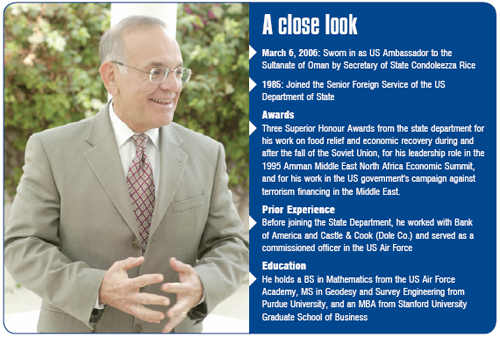 A close look
March 6, 2006: Sworn in as US Ambassador to the
Sultanate of Oman by Secretary of State Condoleezza Rice
1985: Joined the Senior Foreign Service of the US
Department of State
Awards
Three Superior Honour Awards from the state department for
his work on food relief and economic recovery during and
after the fall of the Soviet Union, for his leadership role in the
1995 Amman Middle East North Africa Economic Summit,
and for his work in the US government's campaign against
terrorism financing in the Middle East.
Prior Experience
Before joining the State Department, he worked with Bank
of America and Castle & Cook (Dole Co.) and served as a
commissioned officer in the US Air Force
Education
He holds a BS in Mathematics from the US Air Force
Academy, MS in Geodesy and Survey Engineering from
Purdue University, and an MBA from Stanford University
Graduate School of Business